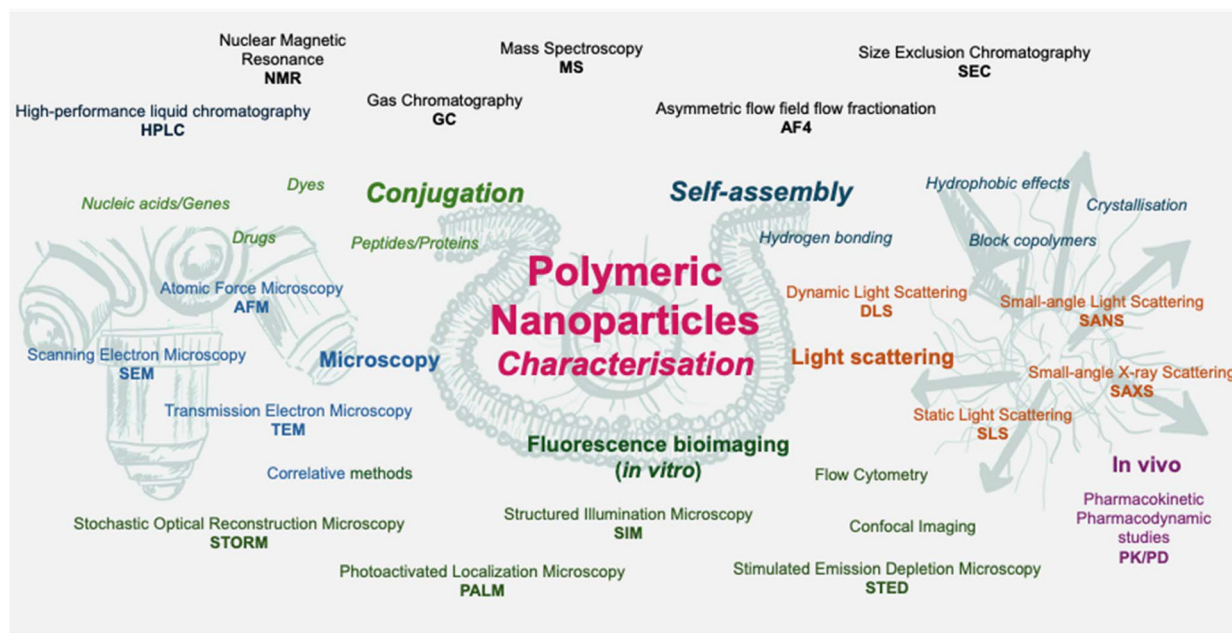 Nuclear Magnetic
Resonance
NMR
Mass Spectroscopy
MS
Size Exclusion Chromatography
SEC
High-performance liquid chromatography
HPLC
Gas Chromatography
GC
Asymmetric flow field flow fractionation
AF4
Nucleic acids/Genes
Dyes
Drugs
Conjugation
Peptides/Proteins
Self-assembly
Hydrogen bonding
Hydrophobic effects
Crystallisation
Block copolymers
Polymeric
Nanoparticles
Characterisation
Atomic Force Microscopy
AFM
Scanning Electron Microscopy
SEM
Microscopy
Transmission Electron Microscopy
TEM
Correlative methods
Dynamic Light Scattering
DLS
Small-angle Light Scattering
SANS
Light scattering
Small-angle X-ray Scattering
SAXS
Static Light Scattering
SLS
Fluorescence bioimaging
(in vitro)
Flow Cytometry
In vivo
Pharmacokinetic
Pharmacodynamic
studies
PK/PD
Stochastic Optical Reconstruction Microscopy
STORM
Structured Illumination Microscopy
SIM
Confocal Imaging
Photoactivated Localization Microscopy
PALM
Stimulated Emission Depletion Microscopy
STED